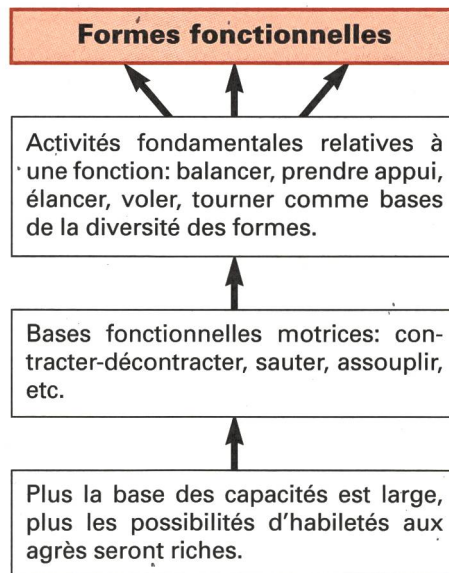 Formes fonctionnelles
Activités fondamentales relatives à
une fonction: balancer, prendre appui,
élancer, voler, tourner comme bases
de la diversité des formes.
Bases fonctionnelles motrices: con-
tracter-décontracter, sauter, assouplir,
etc.
Plus la base des capacités est large,
plus les possibilités d'habiletés aux
agrès seront riches.